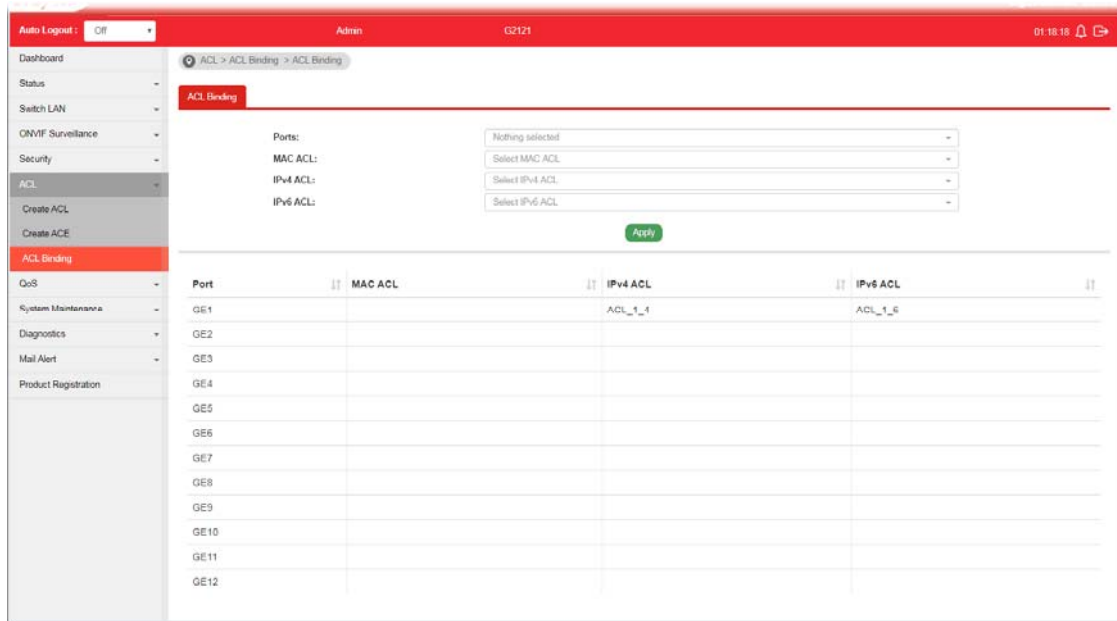 Auto Logout : Off Admin G2121 01:18:18
Dashboard
Status
Switch LAN
ONVIF Surveillance
Security
ACL
Create ACL
Create ACE
ACL Binding
QoS
System Maintenance
Diagnostics
Mail Alert
Product Registration
ACL > ACL Binding > ACL Binding
ACL Binding
Ports: Nothing selected
MAC ACL: Select MAC ACL
IPv4 ACL: Select IPv4 ACL
IPv6 ACL: Select IPv6 ACL
Apply
Port MAC ACL IPv4 ACL IPv6 ACL
GE1 ACL_1_4 ACL_1_6
GE2
GE3
GE4
GE5
GE6
GE7
GE8
GE9
GE10
GE11
GE12